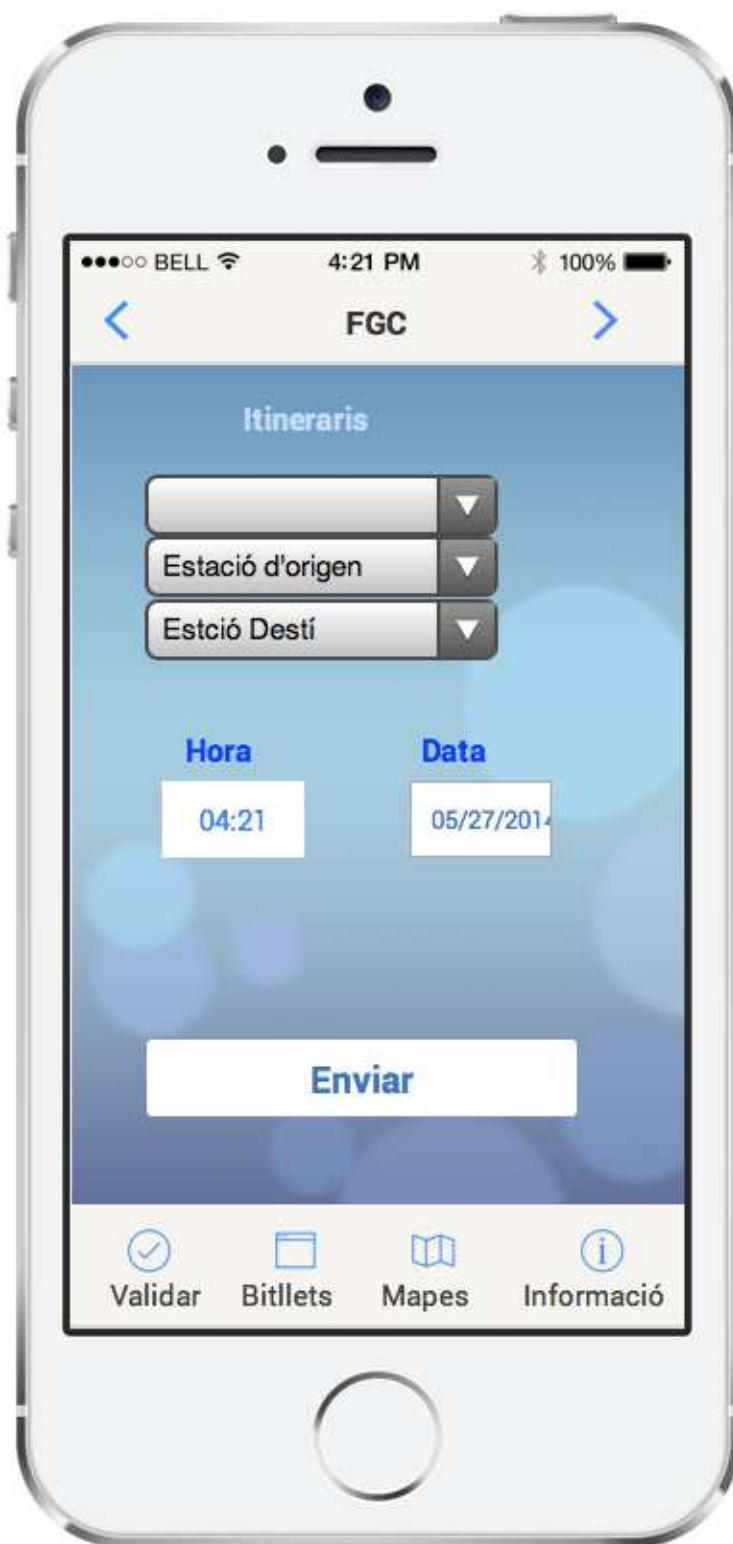 BELL 4:21 PM 100%
FGC
Itineraris
Estació d'origen
Estció Destí
Hora Data
04:21 05/27/2014
Enviar
Validar Bitllets Mapes Informació